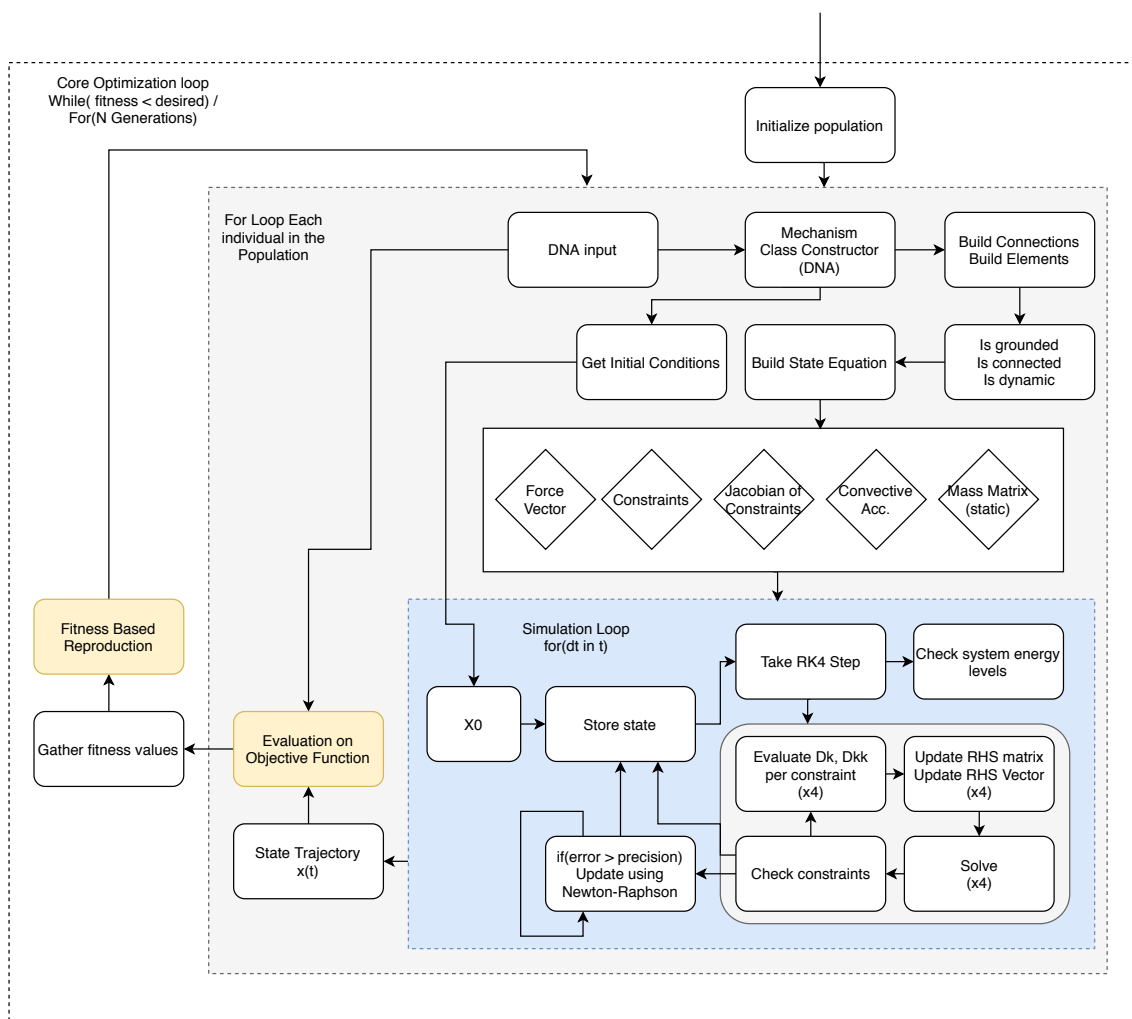 Core Optimization loop
While( fitness < desired) /
For(N Generations)
Initialize population
For Loop Each
individual in the
Population
DNA input
Mechanism
Class Constructor
(DNA)
Build Connections
Build Elements
Get Initial Conditions
Build State Equation
Is grounded
Is connected
Is dynamic
Force
Vector
Constraints
Jacobian of
Constraints
Convective
Acc.
Mass Matrix
(static)
Fitness Based
Reproduction
Simulation Loop
for(dt in t)
Take RK4 Step
Check system energy
levels
Gather fitness values
Evaluation on
Objective Function
X0
Store state
Evaluate Dk, Dkk
per constraint
(x4)
Update RHS matrix
Update RHS Vector
(x4)
State Trajectory
x(t)
if(error > precision)
Update using
Newton-Raphson
Check constraints
Solve
(x4)